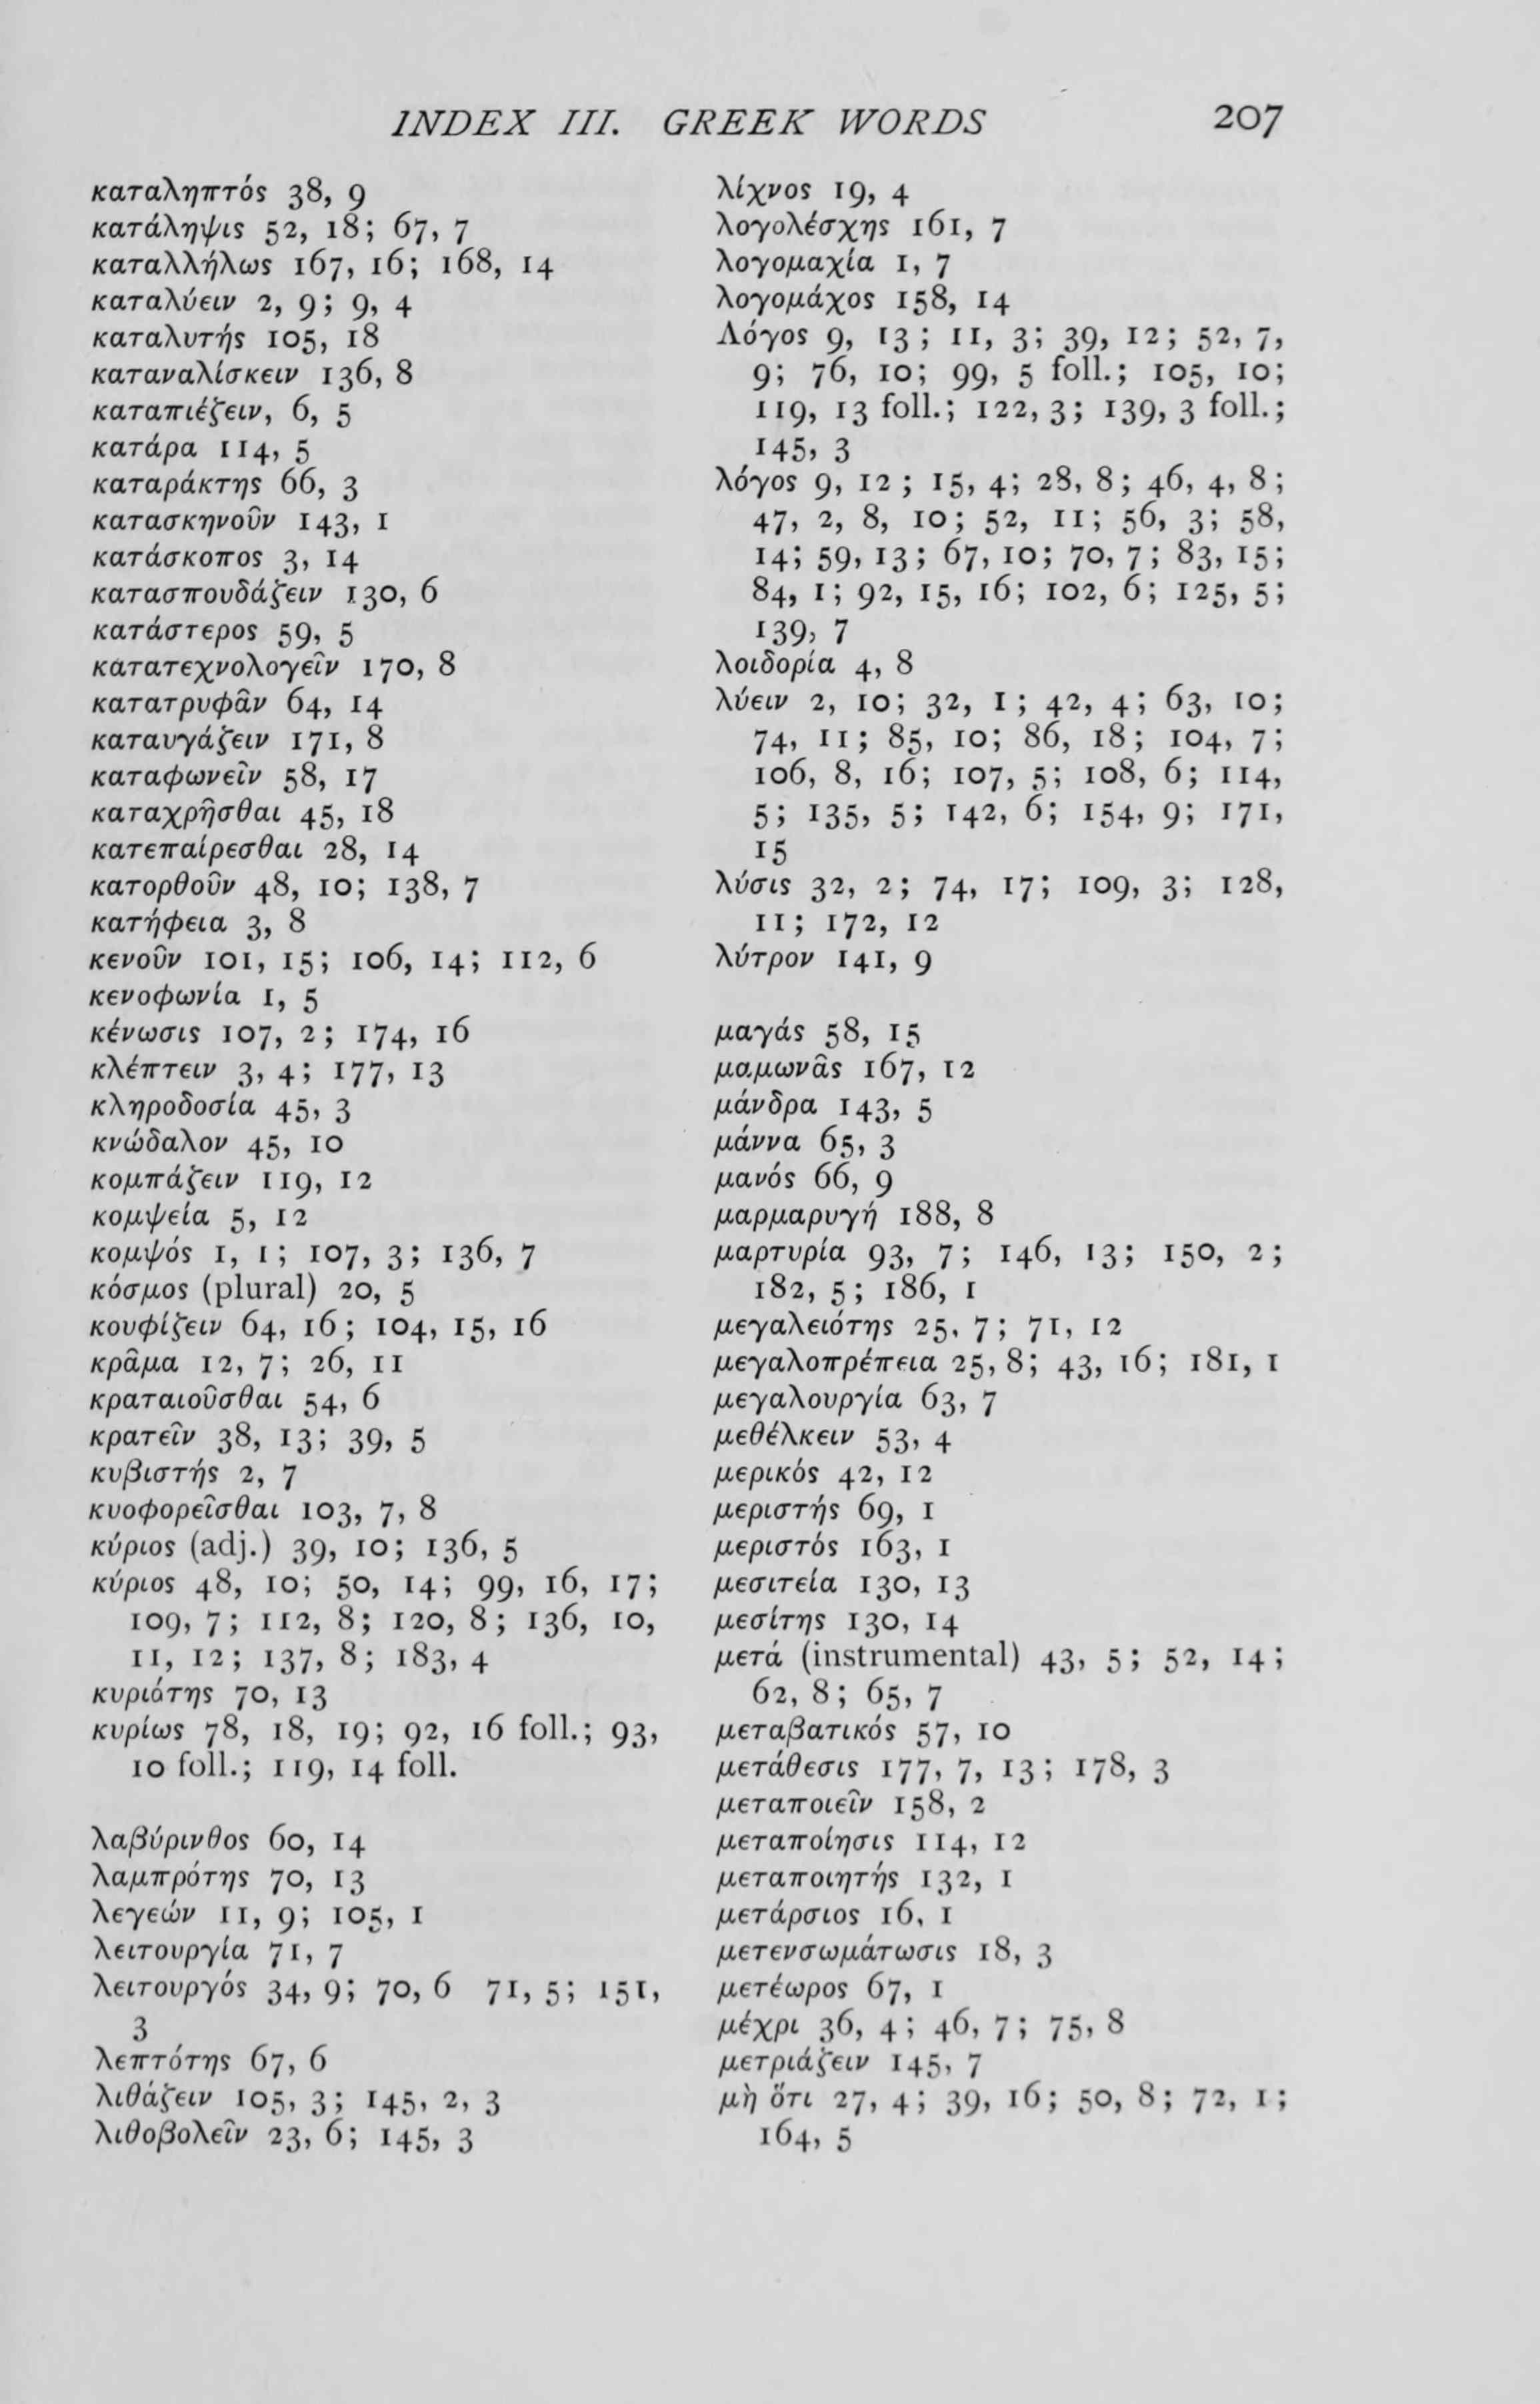 INDEX III. GREEK WORDS 207
καταληπτός 38, 9
κατάληψις 52, 18; 67, 7
καταλλήλως 167, 16; 168, 14
καταλύειν 2, 9; 9, 4
καταλυτής 105, 18
καταναλίσκειν 136, 8
καταπιέζειν, 6, 5
κατάρα 114, 5
καταράκτης 66, 3
κατασκηνοῦν 143, 1
κατάσκοπος 3, 14
κατασπουδάζειν 130, 6
κατάστερος 59, 5
κατατεχνολογεῖν 170, 8
κατατρυφᾶν 64, 14
καταυγάζειν 171, 8
καταφωνεῖν 58, 17
καταχρῆσθαι 45, 18
κατεπαίρεσθαι 28, 14
κατορθοῦν 48, 10; 138, 7
κατήφεια 3, 8
κενοῦν 101, 15; 106, 14; 112, 6
κενοφωνία 1, 5
κένωσις 107, 2; 174, 16
κλέπτειν 3, 4; 177, 13
κληροδοσία 45, 3
κνώδαλον 45, 10
κομπάζειν 119, 12
κομψεία 5, 12
κομψός 1, 1; 107, 3; 136, 7
κόσμος (plural) 20, 5
κουφίζειν 64, 16; 104, 15, 16
κρᾶμα 12, 7; 26, 11
κραταιοῦσθαι 54, 6
κρατεῖν 38, 13; 39, 5
κυβιστής 2, 7
κυοφορεῖσθαι 103, 7, 8
κύριος (adj.) 39, 10; 136, 5
κύριος 48, 10; 50, 14; 99, 16, 17;
109, 7; 112, 8; 120, 8; 136, 10,
11, 12; 137, 8; 183, 4
κυριότης 70, 13
κυρίως 78, 18, 19; 92, 16 foll.; 93,
10 foll.; 119, 14 foll.
λαβύρινθος 60, 14
λαμπρότης 70, 13
λεγεών 11, 9; 105, 1
λειτουργία 71, 7
λειτουργός 34, 9; 70, 6 71, 5; 151,
3
λεπτότης 67, 6
λιθάζειν 105, 3; 145, 2, 3
λιθοβολεῖν 23, 6; 145, 3
λίχνος 19, 4
λογολέσχης 161, 7
λογομαχία 1, 7
λογομάχος 158, 14
Λόγος 9, 13; 11, 3; 39, 12; 52, 7,
9; 76, 10; 99, 5 foll.; 105, 10;
119, 13 foll.; 122, 3; 139, 3 foll.;
145, 3
λόγος 9, 12; 15, 4; 28, 8; 46, 4, 8;
47, 2, 8, 10; 52, 11; 56, 3; 58,
14; 59, 13; 67, 10; 70, 7; 83, 15;
84, 1; 92, 15, 16; 102, 6; 125, 5;
139, 7
λοιδορία 4, 8
λύειν 2, 10; 32, 1; 42, 4; 63, 10;
74, 11; 85, 10; 86, 18; 104, 7;
106, 8, 16; 107, 5; 108, 6; 114,
5; 135, 5; 142, 6; 154, 9; 171,
15
λύσις 32, 2; 74, 17; 109, 3; 128,
11; 172, 12
λύτρον 141, 9
μαγάς 58, 15
μαμωνᾶς 167, 12
μάνδρα 143, 5
μάννα 65, 3
μανός 66, 9
μαρμαρυγή 188, 8
μαρτυρία 93, 7; 146, 13; 150, 2;
182, 5; 186, 1
μεγαλειότης 25, 7; 71, 12
μεγαλοπρέπεια 25, 8; 43, 16; 181, 1
μεγαλουργία 63, 7
μεθέλκειν 53, 4
μερικός 42, 12
μεριστής 69, 1
μεριστός 163, 1
μεσιτεία 130, 13
μεσίτης 130, 14
μετά (instrumental) 43, 5; 52, 14;
62, 8; 65, 7
μεταβατικός 57, 10
μετάθεσις 177, 7, 13; 178, 3
μεταποιεῖν 158, 2
μεταποίησις 114, 12
μεταποιητής 132, 1
μετάρσιος 16, 1
μετενσωμάτωσις 18, 3
μετέωρος 67, 1
μέχρι 36, 4; 46, 7; 75, 8
μετριάζειν 145, 7
μὴ ὅτι 27, 4; 39, 16; 50, 8; 72, 1;
164, 5